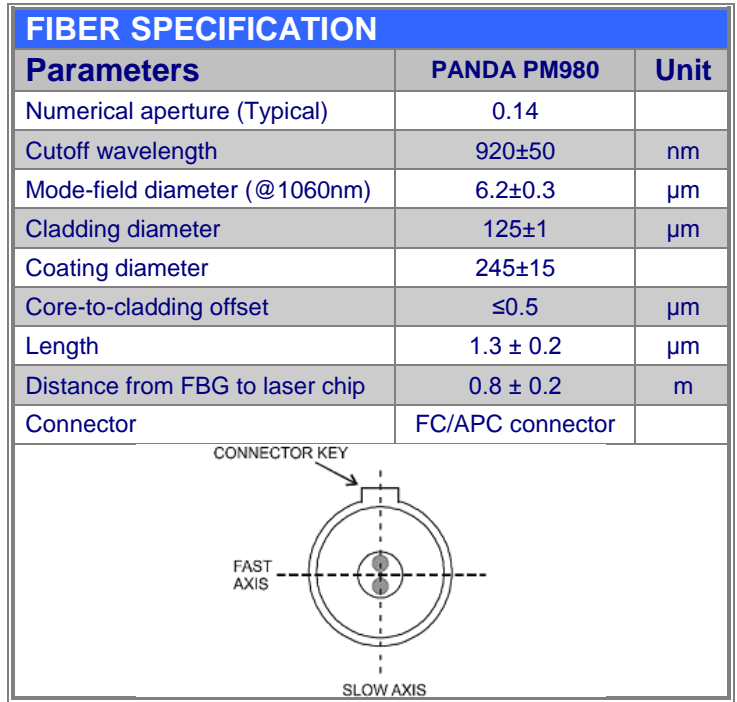 FIBER SPECIFICATION
Parameters PANDA PM980 Unit
Numerical aperture (Typical) 0.14
Cutoff wavelength 920±50 nm
Mode-field diameter (@1060nm) 6.2±0.3 µm
Cladding diameter 125±1 µm
Coating diameter 245±15
Core-to-cladding offset ≤0.5 µm
Length 1.3 ± 0.2 µm
Distance from FBG to laser chip 0.8 ± 0.2 m
Connector FC/APC connector
CONNECTOR KEY
FAST
AXIS
SLOW AXIS